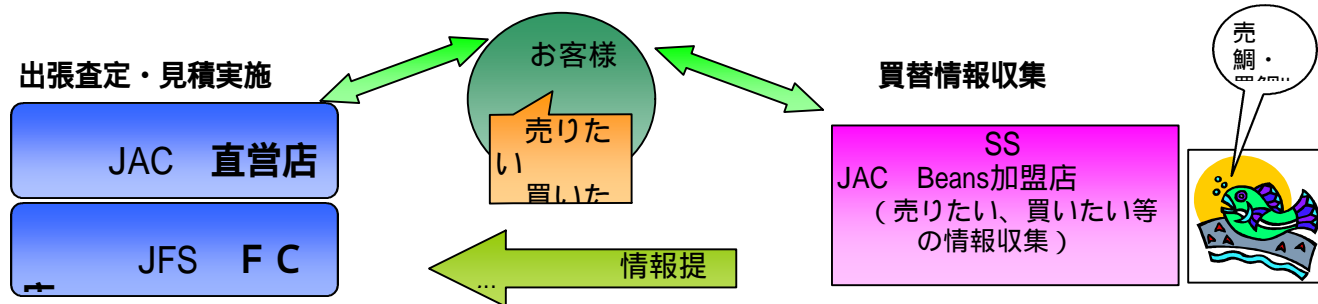 お客様
出張査定・見積実施
買替情報収集
売
鯛・
JAC 直営店
売りた
い
買いた
SS
JAC Beans加盟店
（売りたい、買いたい等
の情報収集）
JFS ＦＣ
情報提
...